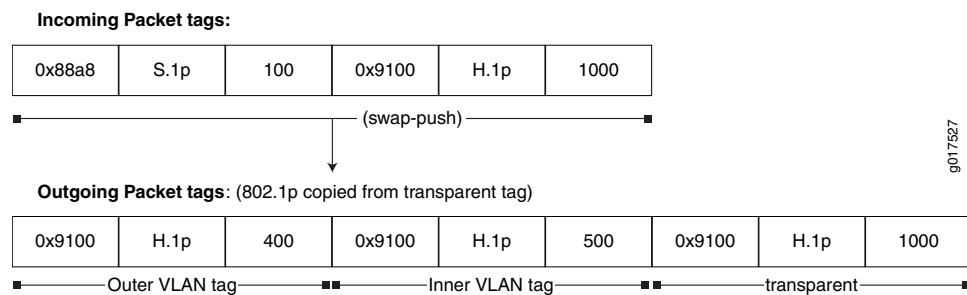 Incoming Packet tags:
0x88a8 S.1p 100 0x9100 H.1p 1000
(swap-push)
g017527
Outgoing Packet tags: (802.1p copied from transparent tag)
0x9100 H.1p 400 0x9100 H.1p 500 0x9100 H.1p 1000
Outer VLAN tag Inner VLAN tag transparent